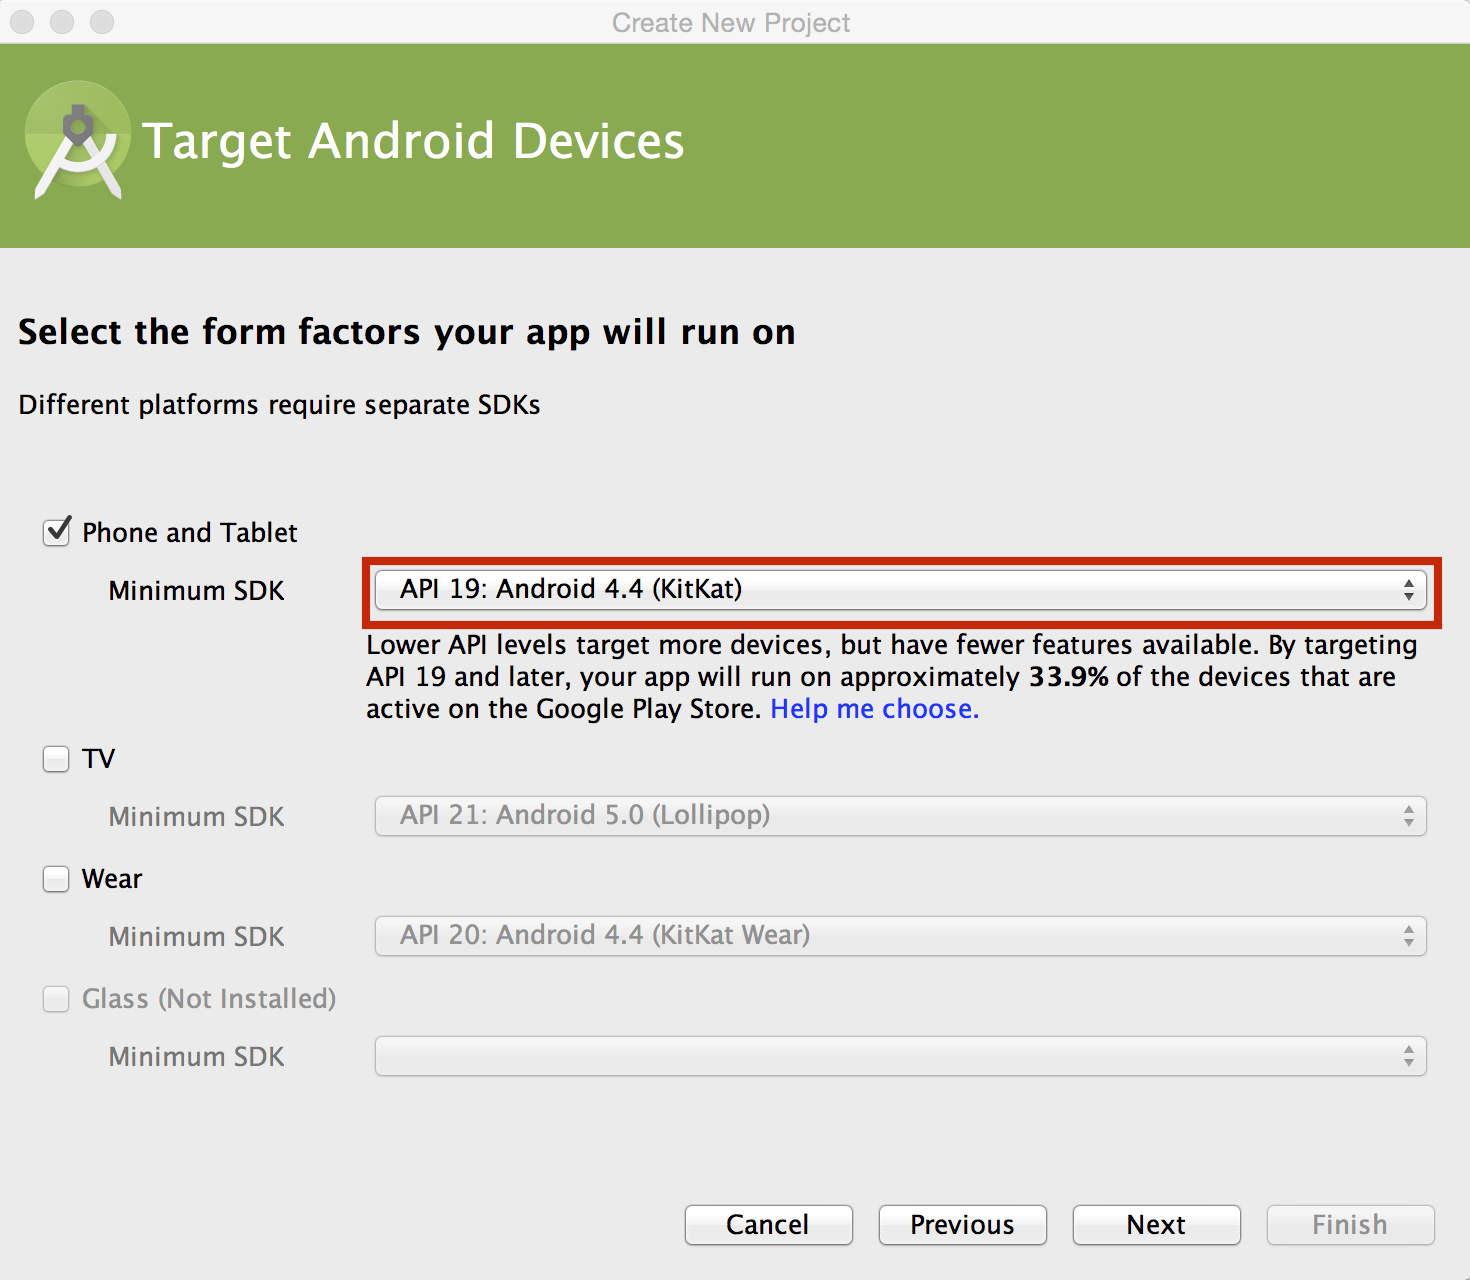 Create New Project
Target Android Devices
Select the form factors your app will run on
Different platforms require separate SDKs
Phone and Tablet
Minimum SDK
API 19: Android 4.4 (KitKat)
Lower API levels target more devices, but have fewer features available. By targeting
API 19 and later, your app will run on approximately 33.9% of the devices that are
active on the Google Play Store. Help me choose.
TV
Minimum SDK
API 21: Android 5.0 (Lollipop)
Wear
Minimum SDK
API 20: Android 4.4 (KitKat Wear)
Glass (Not Installed)
Minimum SDK
Cancel
Previous
Next
Finish